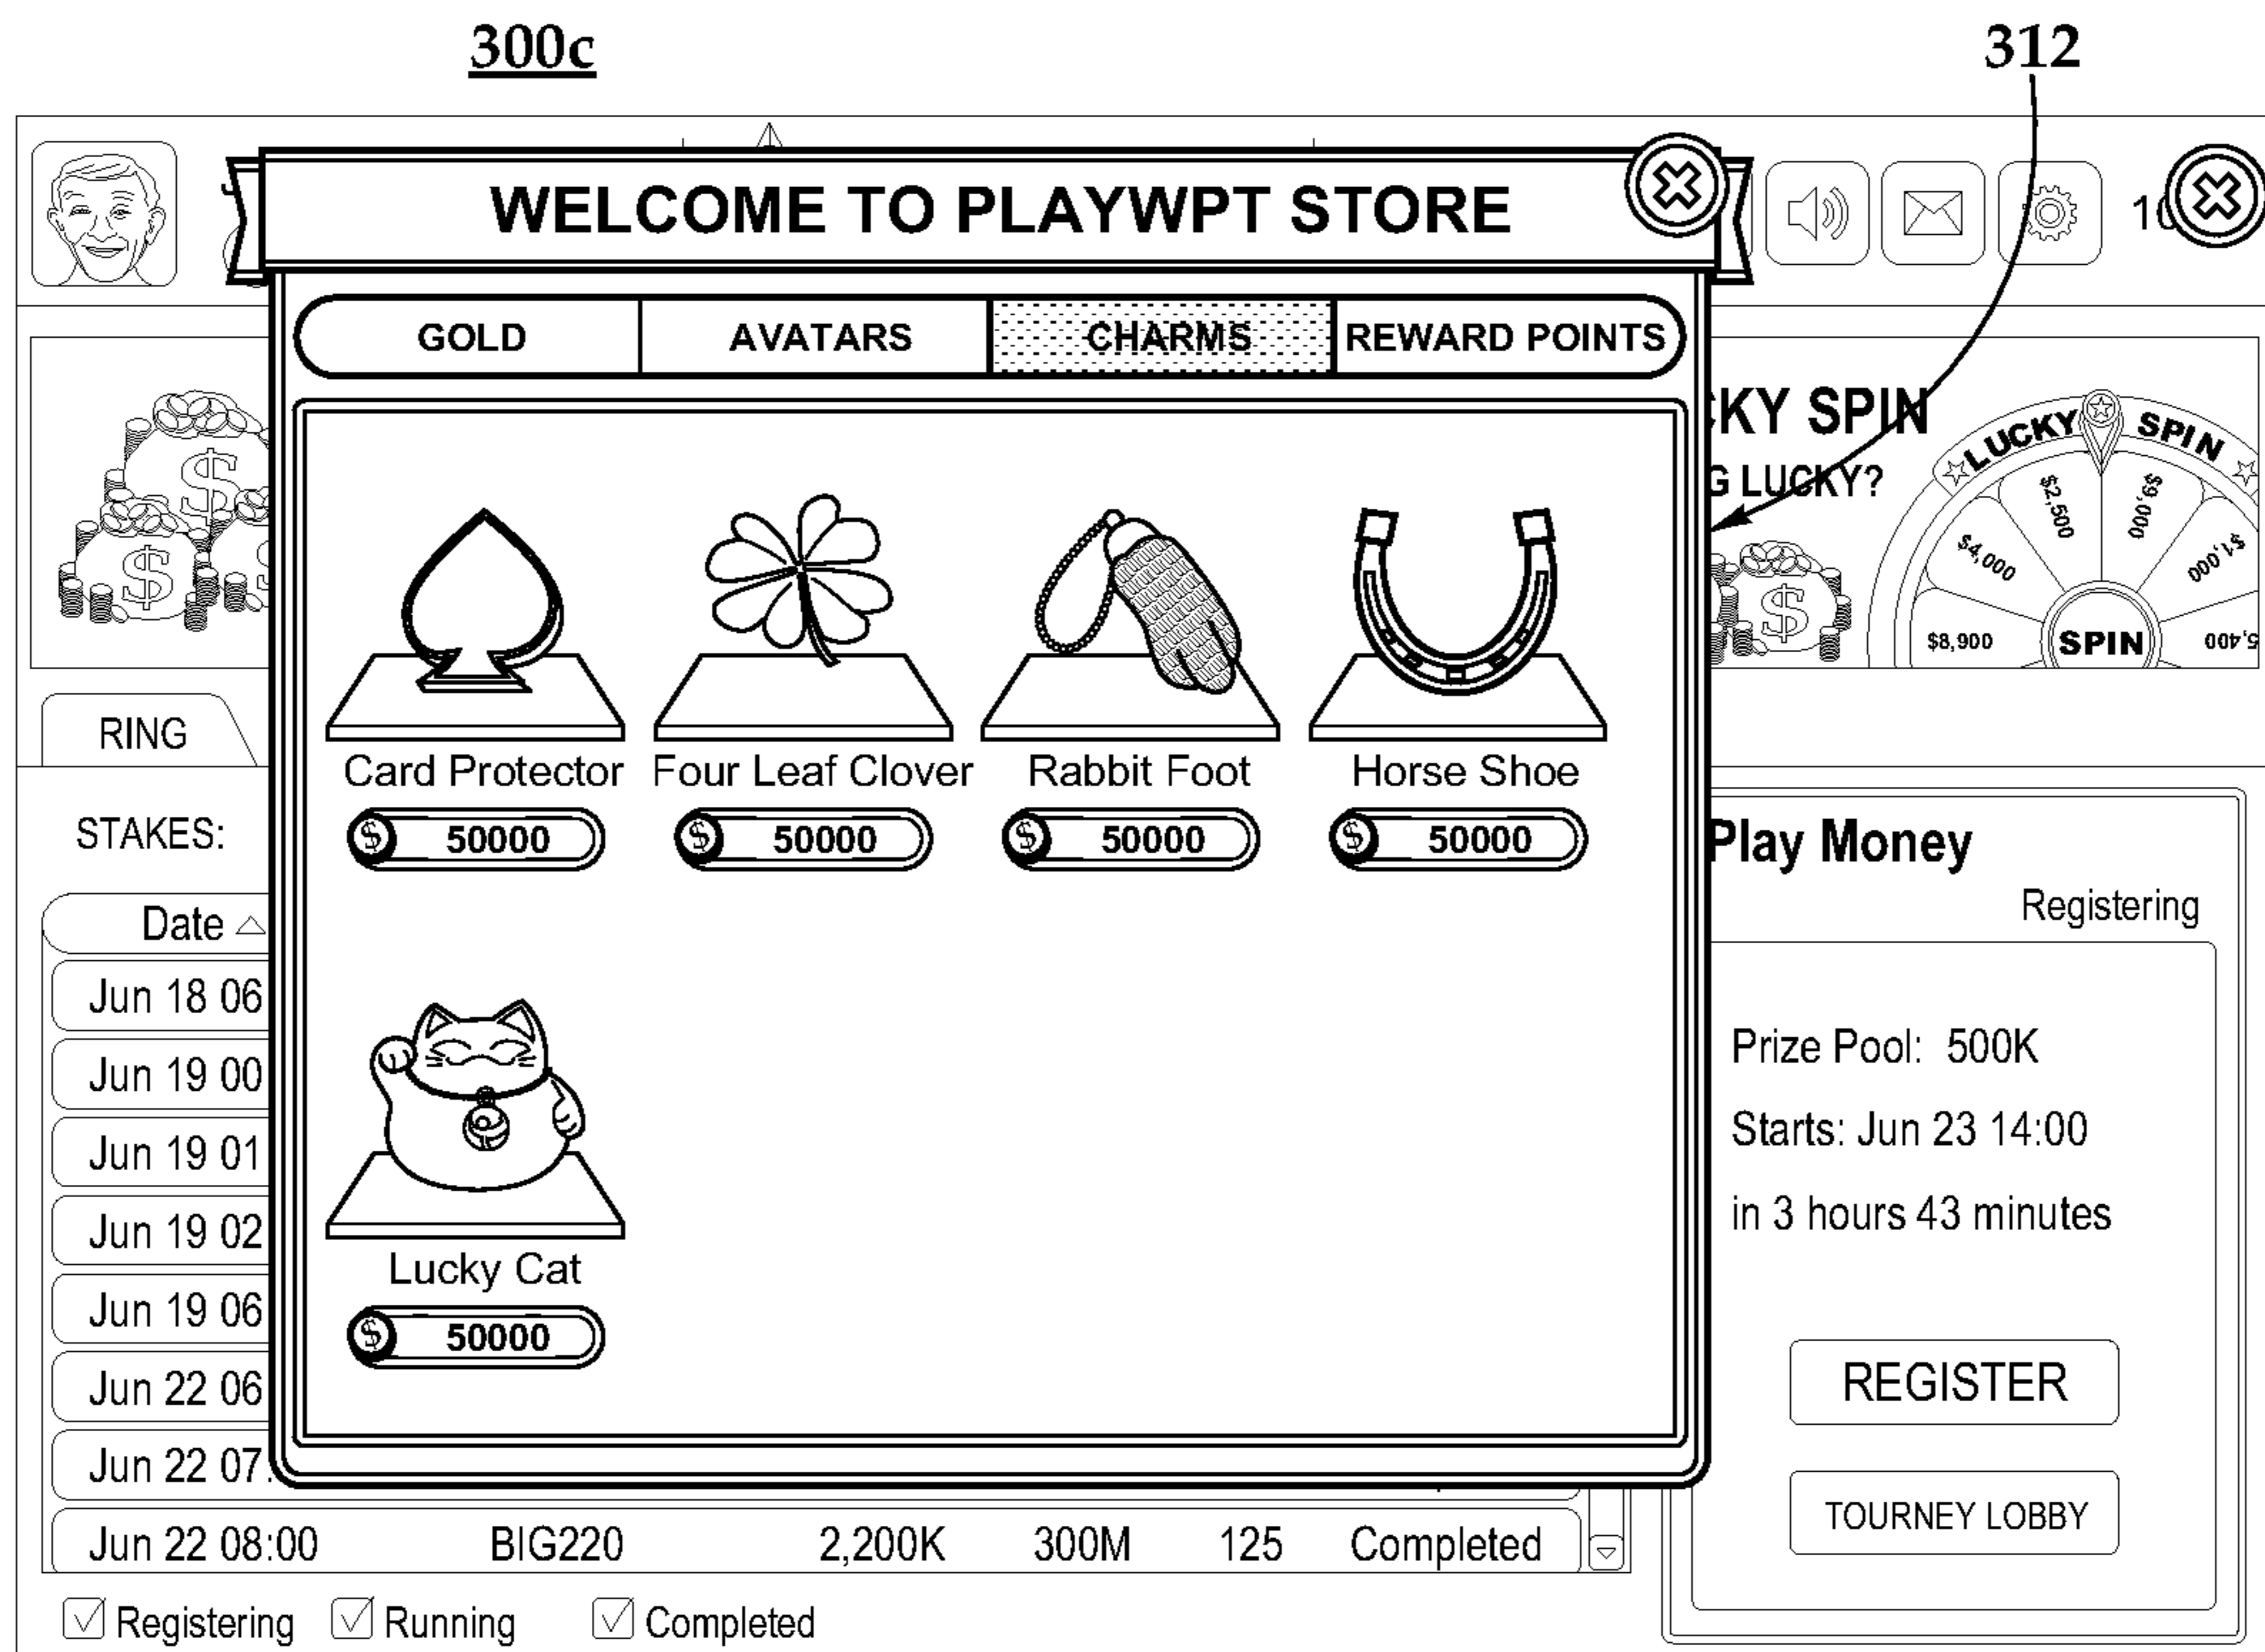 300c
312
WELCOME TO PLAYWPT STORE
GOLD AVATARS CHARMS REWARD POINTS
SPIN
LUCKY?
LUCKY SPIN
$8,900 $4,000 $2,500 $9,000 $1,000
SPIN
RING
Card Protector Four Leaf Clover Rabbit Foot Horse Shoe
50000 50000 50000 50000
Lucky Cat
50000
STAKES:
Date
Jun 18 06
Jun 19 00
Jun 19 01
Jun 19 02
Jun 19 06
Jun 22 06
Jun 22 07
Jun 22 08:00 BIG220 2,200K 300M 125 Completed
Registering Running Completed
Play Money
Registering
Prize Pool: 500K
Starts: Jun 23 14:00
in 3 hours 43 minutes
REGISTER
TOURNEY LOBBY